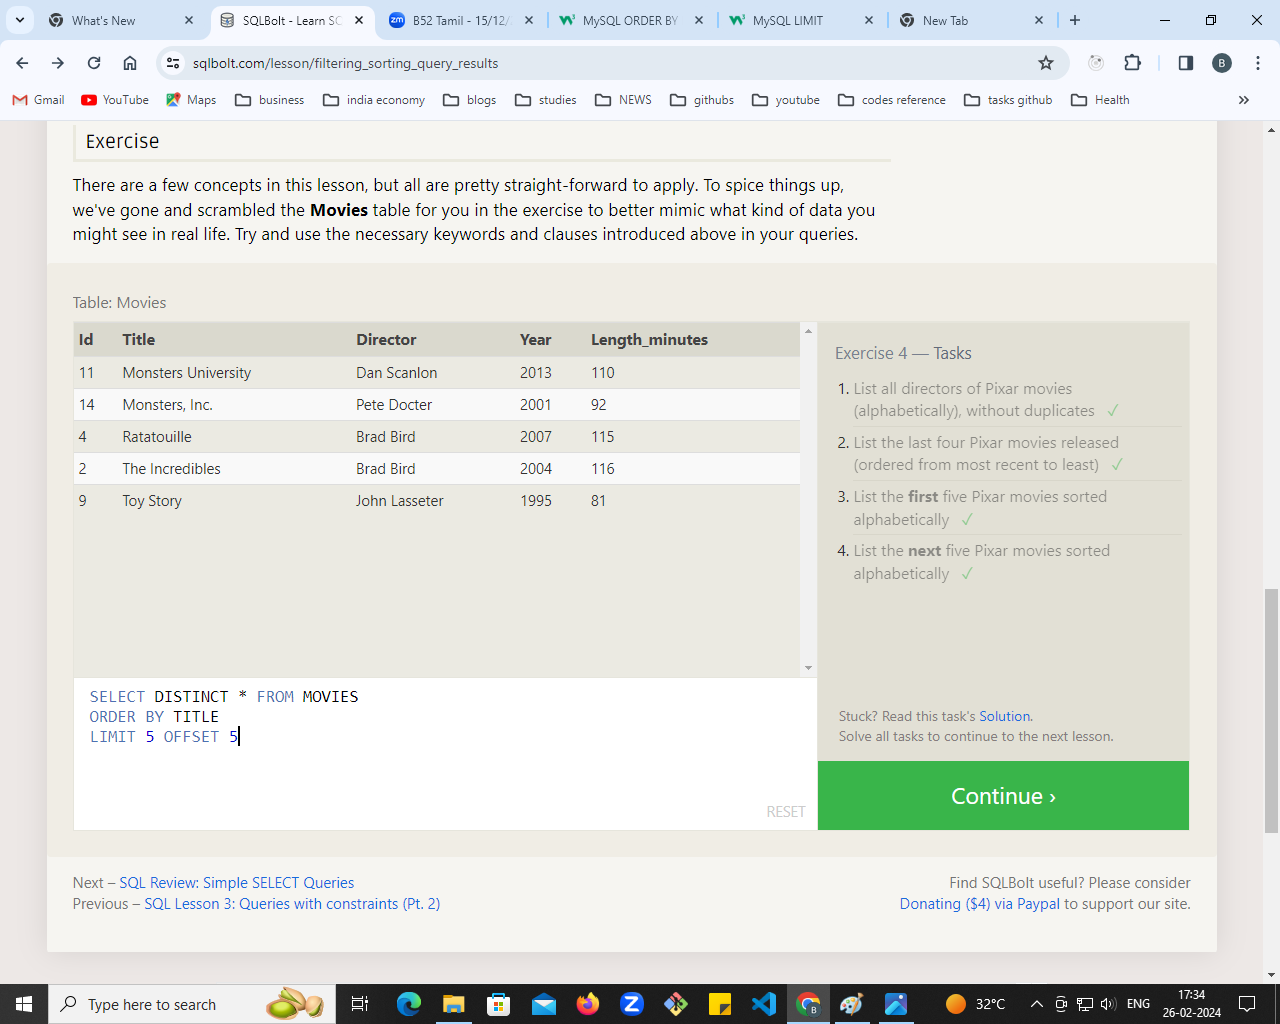 What's New
SQLBolt - Learn SQ
B52 Tamil - 15/12/
MySQL ORDER BY
MySQL LIMIT
New Tab
sqlbolt.com/lesson/filtering_sorting_query_results
B
Gmail YouTube Maps business india economy blogs studies NEWS githubs youtube codes reference tasks github Health
Exercise
There are a few concepts in this lesson, but all are pretty straight-forward to apply. To spice things up,
we've gone and scrambled the Movies table for you in the exercise to better mimic what kind of data you
might see in real life. Try and use the necessary keywords and clauses introduced above in your queries.
Table: Movies
Id Title Director Year Length_minutes
11 Monsters University Dan Scanlon 2013 110
14 Monsters, Inc. Pete Docter 2001 92
4 Ratatouille Brad Bird 2007 115
2 The Incredibles Brad Bird 2004 116
9 Toy Story John Lasseter 1995 81
SELECT DISTINCT * FROM MOVIES
ORDER BY TITLE
LIMIT 5 OFFSET 5
RESET
Exercise 4 — Tasks
1. List all directors of Pixar movies
(alphabetically), without duplicates ✓
2. List the last four Pixar movies released
(ordered from most recent to least) ✓
3. List the first five Pixar movies sorted
alphabetically ✓
4. List the next five Pixar movies sorted
alphabetically ✓
Stuck? Read this task's Solution.
Solve all tasks to continue to the next lesson.
Continue ›
Next – SQL Review: Simple SELECT Queries
Previous – SQL Lesson 3: Queries with constraints (Pt. 2)
Find SQLBolt useful? Please consider
Donating ($4) via Paypal to support our site.
Type here to search
32°C
ENG
17:34
26-02-2024